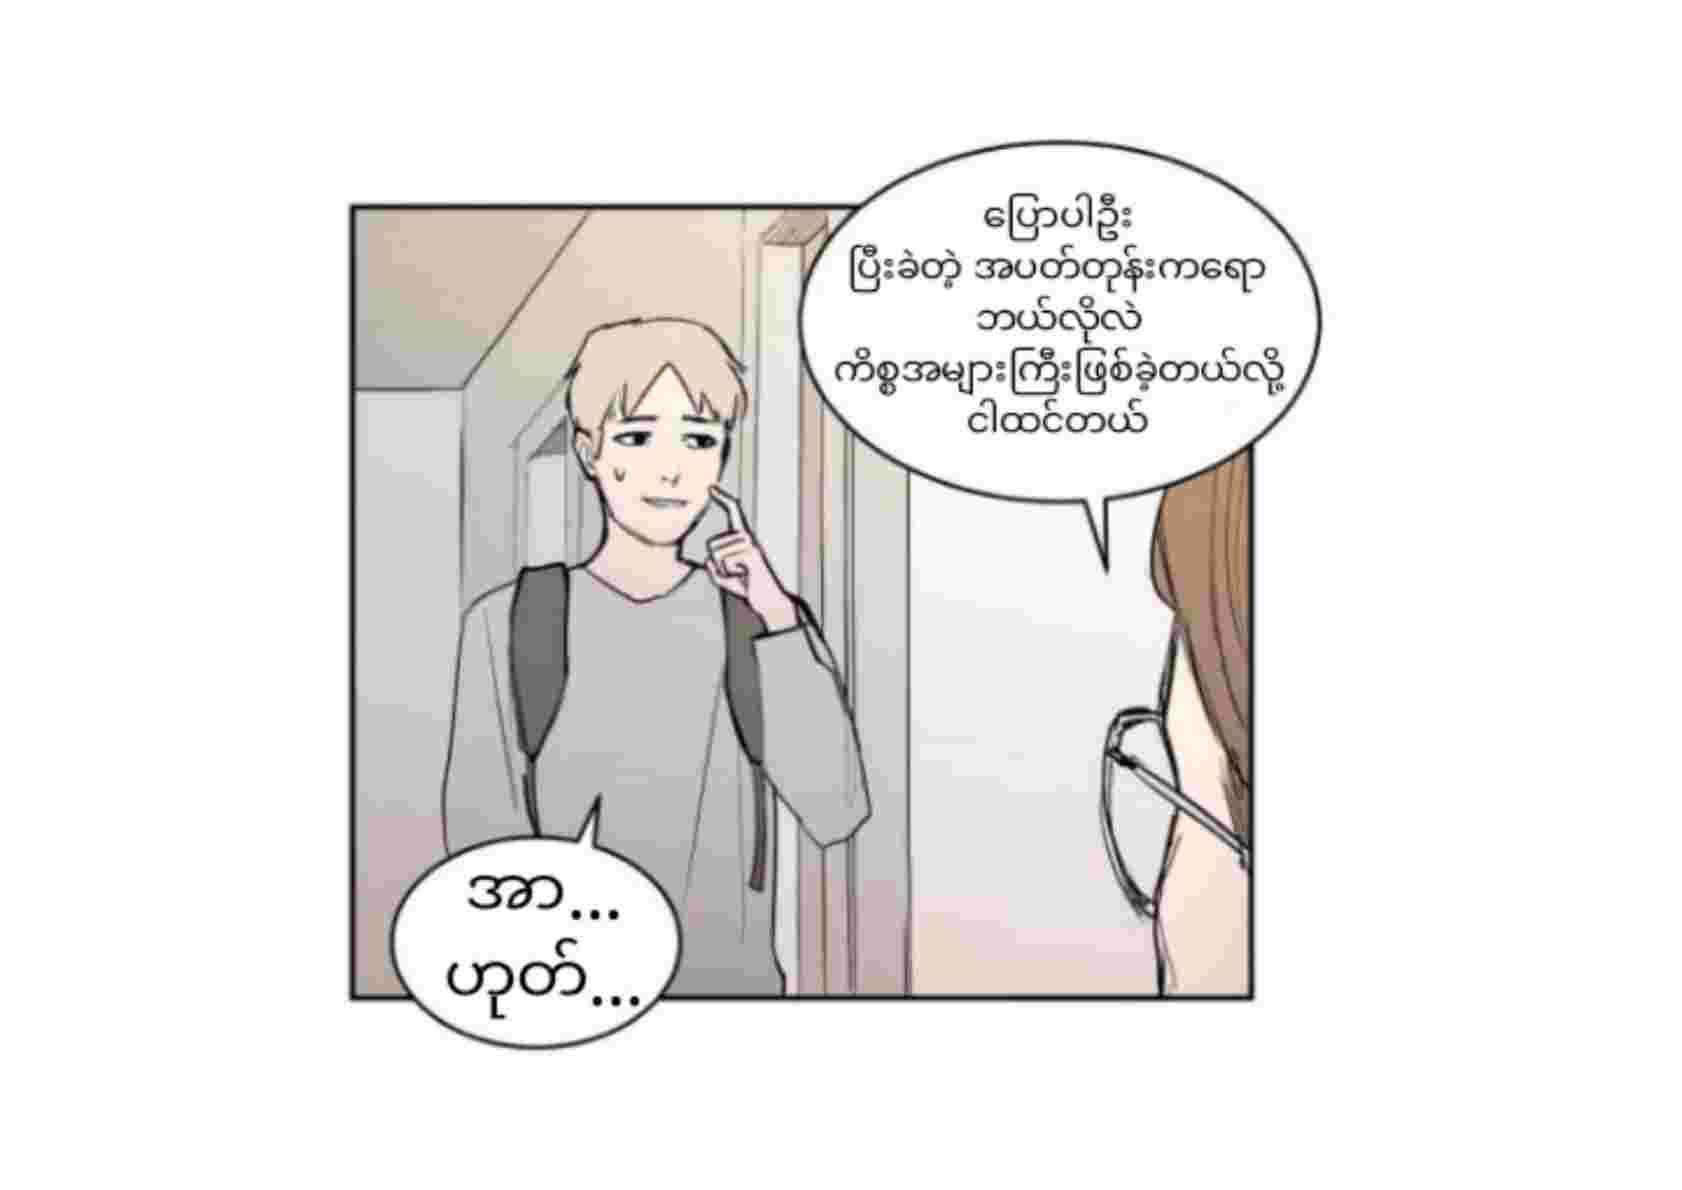 ပြောပါဦး
ပြီးခဲတဲ့ အပတ်တုန်းကရော
ဘယ်လိုလဲ
ကိစ္စအများကြီးဖြစ်ခဲ့တယ်လို့
ငါထင်တယ်
အာ...
ဟုတ်...